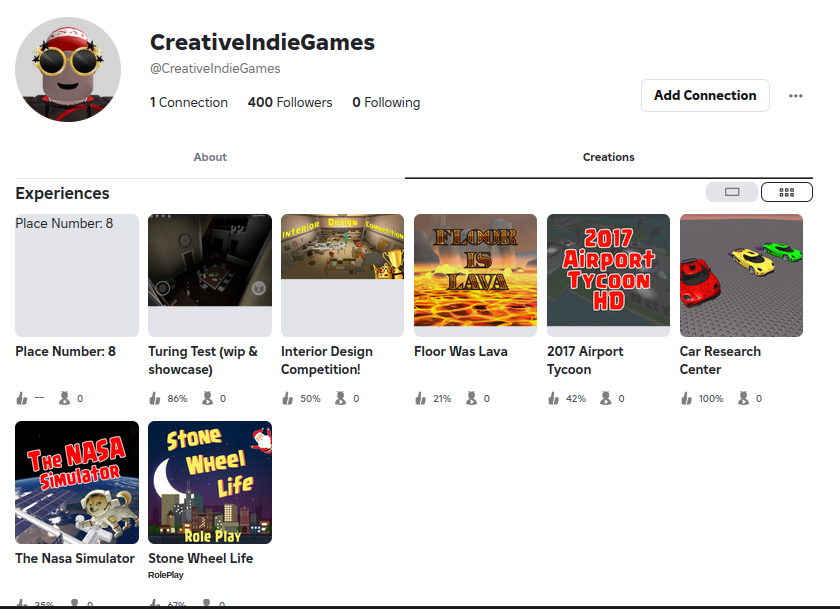 CreativeIndieGames
@CreativeIndieGames
1 Connection 400 Followers 0 Following
Add Connection
About Creations
Experiences
Place Number: 8
Interior Design Competition
FLOOR
IS
LAVA
2017
AIRPORT
TYCOON
HD
Place Number: 8
Turing Test (wip &
showcase)
Interior Design
Competition!
Floor Was Lava
2017 Airport
Tycoon
Car Research
Center
-- 0
86% 0
50% 0
21% 0
42% 0
100% 0
The NASA
Simulator
Stone
Wheel
Life
Role Play
The Nasa Simulator
Stone Wheel Life
RolePlay
35% 0
67% 0